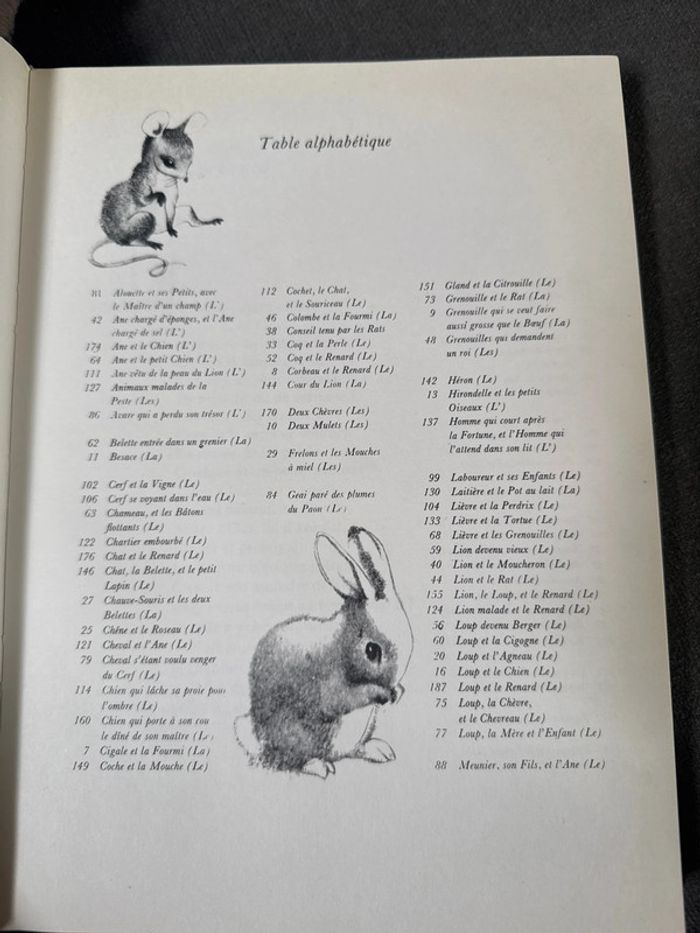 Table alphabétique
81 Alouette et ses Petits, avec
le Maître d'un champ (L')
42 Ane chargé d'éponges, et l'Ane
chargé de sel (L')
174 Ane et le Chien (L')
64 Ane et le petit Chien (L')
111 Ane vêtu de la peau du Lion (L')
127 Animaux malades de la
Peste (Les)
86 Avare qui a perdu son trésor (L')
62 Belette entrée dans un grenier (La)
11 Besace (La)
102 Cerf et la Vigne (Le)
106 Cerf se voyant dans l'eau (Le)
63 Chameau, et les Bâtons
flottants (Le)
122 Chartier embourbé (Le)
176 Chat et le Renard (Le)
146 Chat, la Belette, et le petit
Lapin (Le)
27 Chauve-Souris et les deux
Belettes (La)
25 Chêne et le Roseau (Le)
121 Cheval et l'Ane (Le)
79 Cheval s'étant voulu venger
du Cerf (Le)
114 Chien qui lâche sa proie pour
l'ombre (Le)
160 Chien qui porte à son cou
le dîné de son maître (Le)
7 Cigale et la Fourmi (La)
149 Coche et la Mouche (Le)
112 Cochet, le Chat,
et le Souriceau (Le)
46 Colombe et la Fourmi (La)
38 Conseil tenu par les Rats
33 Coq et la Perle (Le)
52 Coq et le Renard (Le)
8 Corbeau et le Renard (Le)
144 Cour du Lion (La)
170 Deux Chèvres (Les)
10 Deux Mulets (Les)
29 Frelons et les Mouches
à miel (Les)
84 Geai paré des plumes
du Paon (Le)
151 Gland et la Citrouille (Le)
73 Grenouille et le Rat (La)
9 Grenouille qui se veut faire
aussi grosse que le Bœuf (La)
48 Grenouilles qui demandent
un roi (Les)
142 Héron (Le)
13 Hirondelle et les petits
Oiseaux (L')
137 Homme qui court après
la Fortune, et l'Homme qui
l'attend dans son lit (L')
99 Laboureur et ses Enfants (Le)
130 Laitière et le Pot au lait (La)
104 Lièvre et la Perdrix (Le)
133 Lièvre et la Tortue (Le)
68 Lièvre et les Grenouilles (Le)
59 Lion devenu vieux (Le)
40 Lion et le Moucheron (Le)
44 Lion et le Rat (Le)
155 Lion, le Loup, et le Renard (Le)
124 Lion malade et le Renard (Le)
56 Loup devenu Berger (Le)
60 Loup et la Cigogne (Le)
20 Loup et l'Agneau (Le)
16 Loup et le Chien (Le)
187 Loup et le Renard (Le)
75 Loup, la Chèvre,
et le Chevreau (Le)
77 Loup, la Mère et l'Enfant (Le)
88 Meunier, son Fils, et l'Ane (Le)